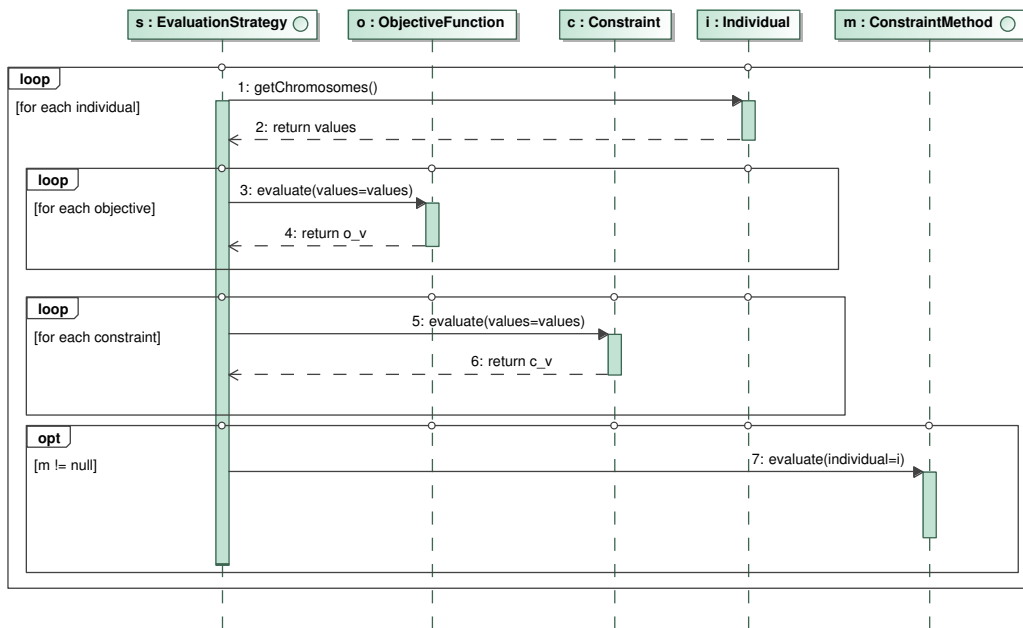 s : EvaluationStrategy
o : ObjectiveFunction
c : Constraint
i : Individual
m : ConstraintMethod
loop
[for each individual]
1: getChromosomes()
2: return values
loop
[for each objective]
3: evaluate(values=values)
4: return o_v
loop
[for each constraint]
5: evaluate(values=values)
6: return c_v
opt
[m != null]
7: evaluate(individual=i)